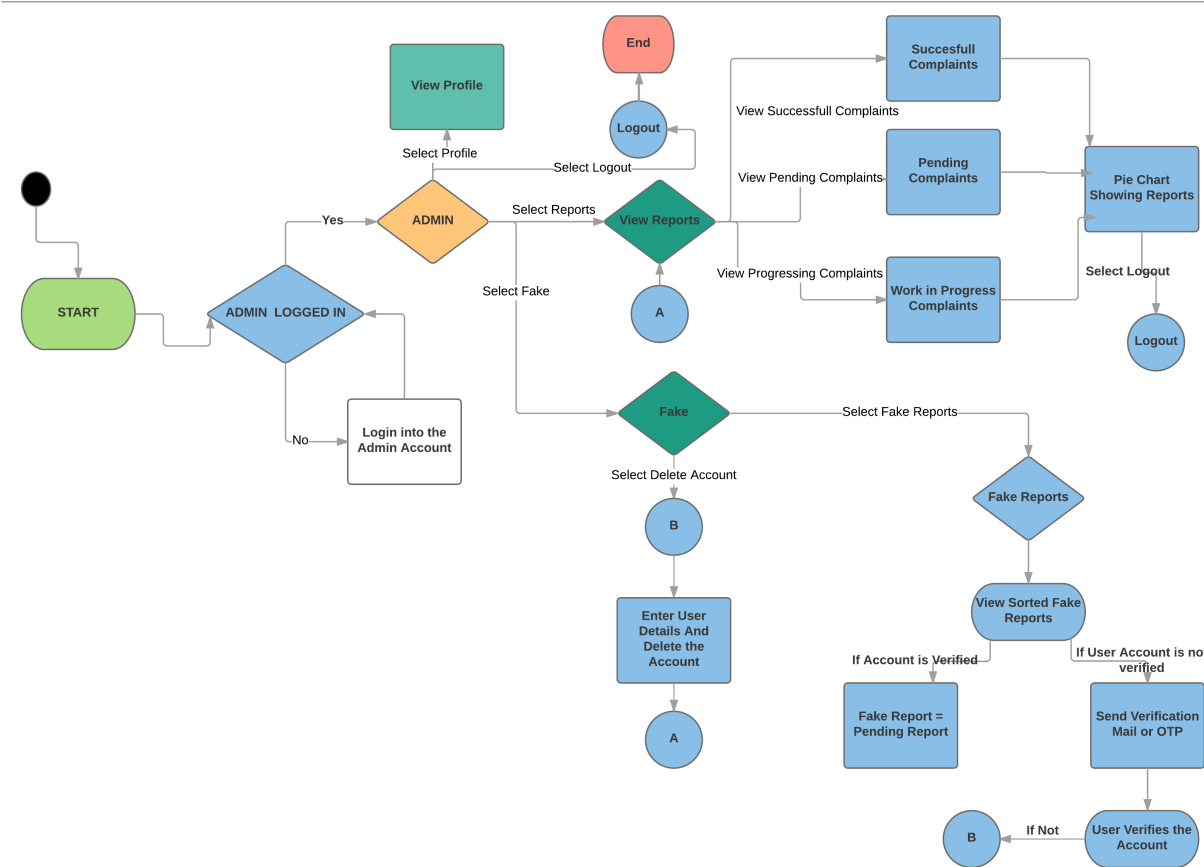 End
Succesfull
Complaints
View Profile
View Successfull Complaints
Logout
Select Profile
Select Logout
View Pending Complaints
Pending
Complaints
Pie Chart
Showing Reports
Yes
ADMIN
Select Reports
View Reports
View Progressing Complaints
Select Logout
Select Fake
Work in Progress
Complaints
START
ADMIN  LOGGED IN
A
Logout
Fake
Select Fake Reports
No
Login into the
Admin Account
Select Delete Account
Fake Reports
B
View Sorted Fake
Reports
Enter User
Details And
Delete the
Account
If Account is Verified
If User Account is no
verified
Fake Report =
Pending Report
Send Verification
Mail or OTP
A
B
If Not
User Verifies the
Account